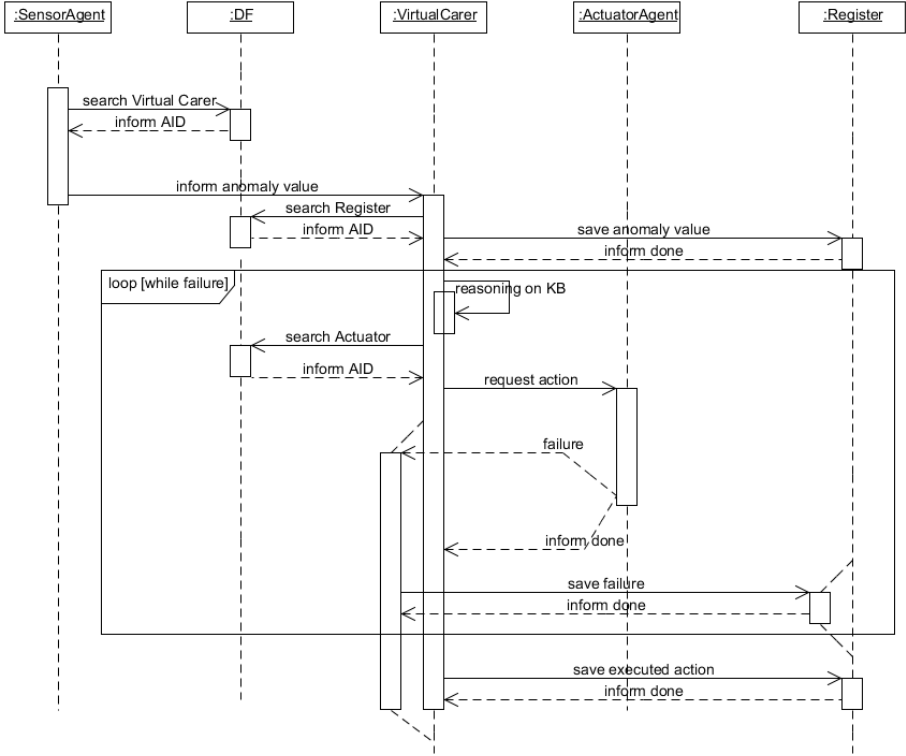 :SensorAgent
:DF
:VirtualCarer
:ActuatorAgent
:Register
search Virtual Carer
inform AID
inform anomaly value
search Register
inform AID
save anomaly value
inform done
loop [while failure]
reasoning on KB
search Actuator
inform AID
request action
failure
inform done
save failure
inform done
save executed action
inform done